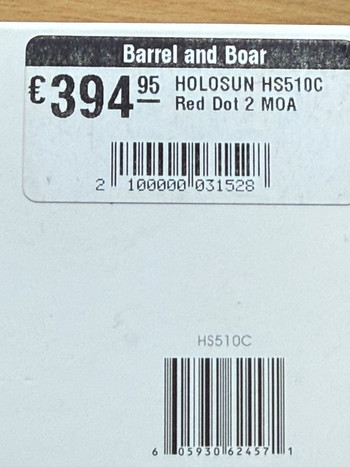 Barrel and Boar
€394 95 HOLOSUN HS510C
Red Dot 2 MOA
2 100000 031528
HS510C
6 05930 62457 1